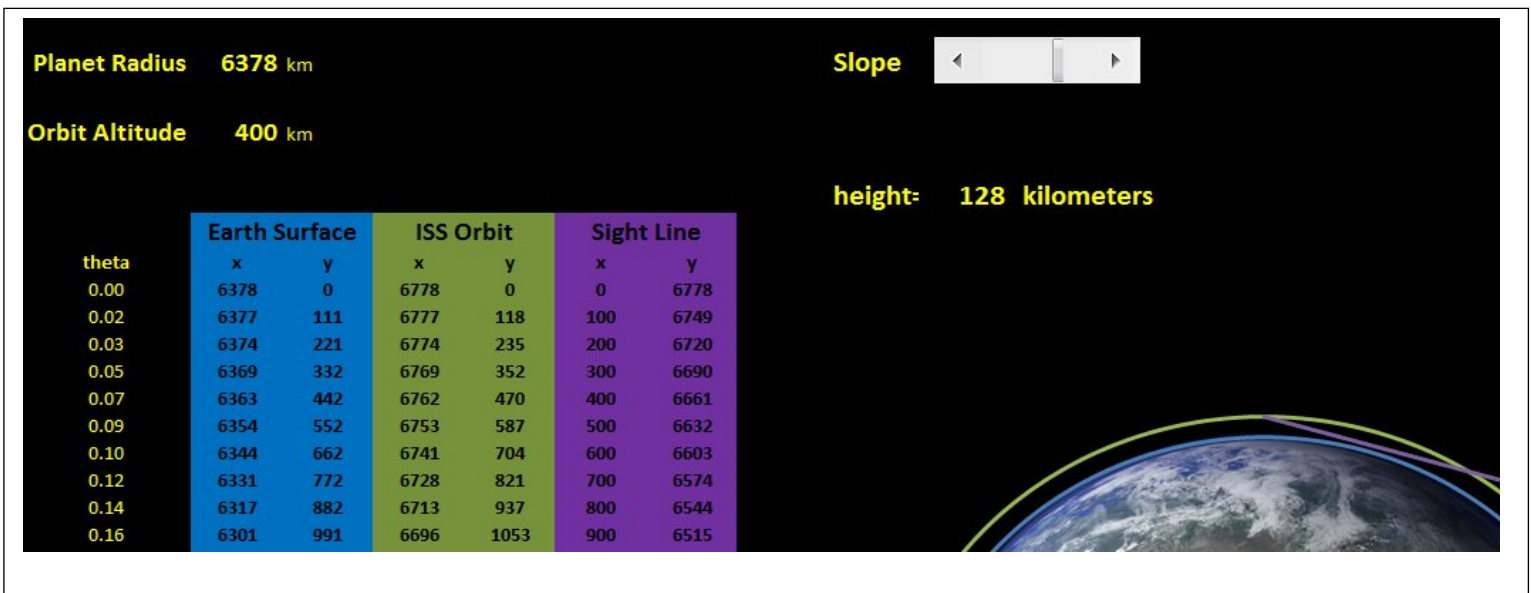 Planet Radius 6378 km Slope
Orbit Altitude 400 km
height= 128 kilometers
Earth Surface ISS Orbit Sight Line
theta x y x y x y
0.00 6378 0 6778 0 0 6778
0.02 6377 111 6777 118 100 6749
0.03 6374 221 6774 235 200 6720
0.05 6369 332 6769 352 300 6690
0.07 6363 442 6762 470 400 6661
0.09 6354 552 6753 587 500 6632
0.10 6344 662 6741 704 600 6603
0.12 6331 772 6728 821 700 6574
0.14 6317 882 6713 937 800 6544
0.16 6301 991 6696 1053 900 6515